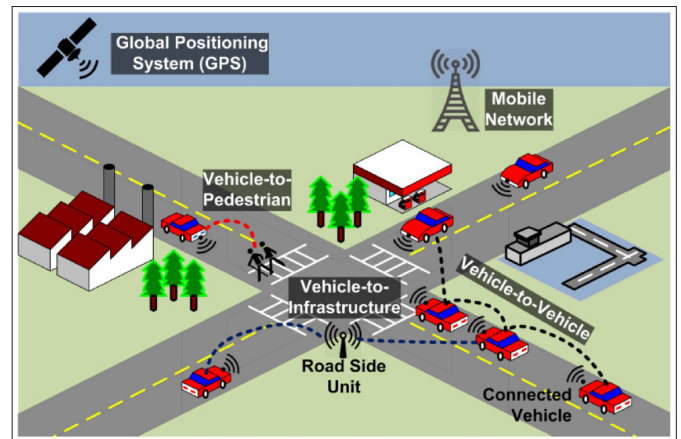 Global Positioning
System (GPS)
Mobile
Network
Vehicle-to-
Pedestrian
Vehicle-to-
Infrastructure
Vehicle-to-Vehicle
Road Side
Unit
Connected
Vehicle